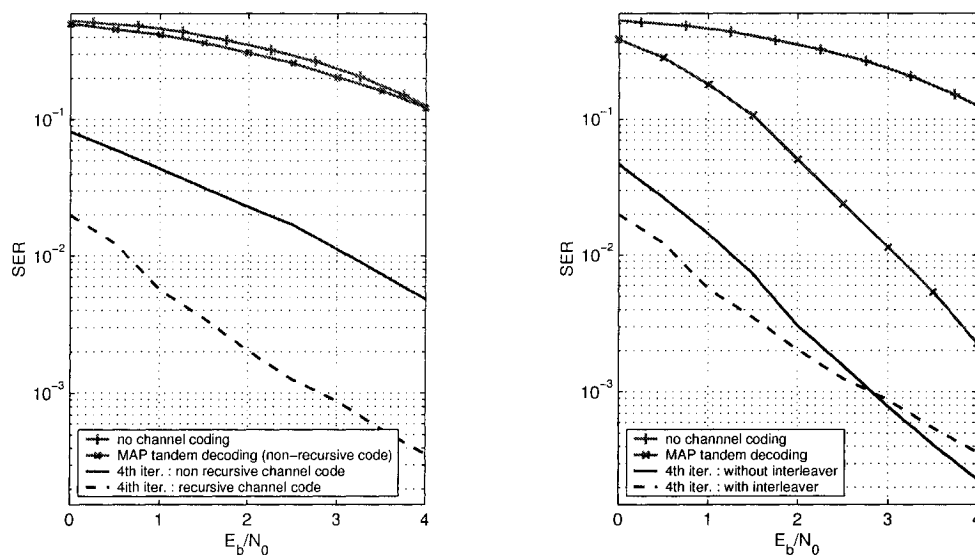 10^-1
10^-2
10^-3
SER
0 1 2 3 4
E_b/N_0
no channel coding
MAP tandem decoding (non−recursive code)
4th iter. : non recursive channel code
4th iter. : recursive channel code
10^-1
10^-2
10^-3
SER
0 1 2 3 4
E_b/N_0
no channnel coding
MAP tandem decoding
4th iter. : without interleaver
4th iter. : with interleaver